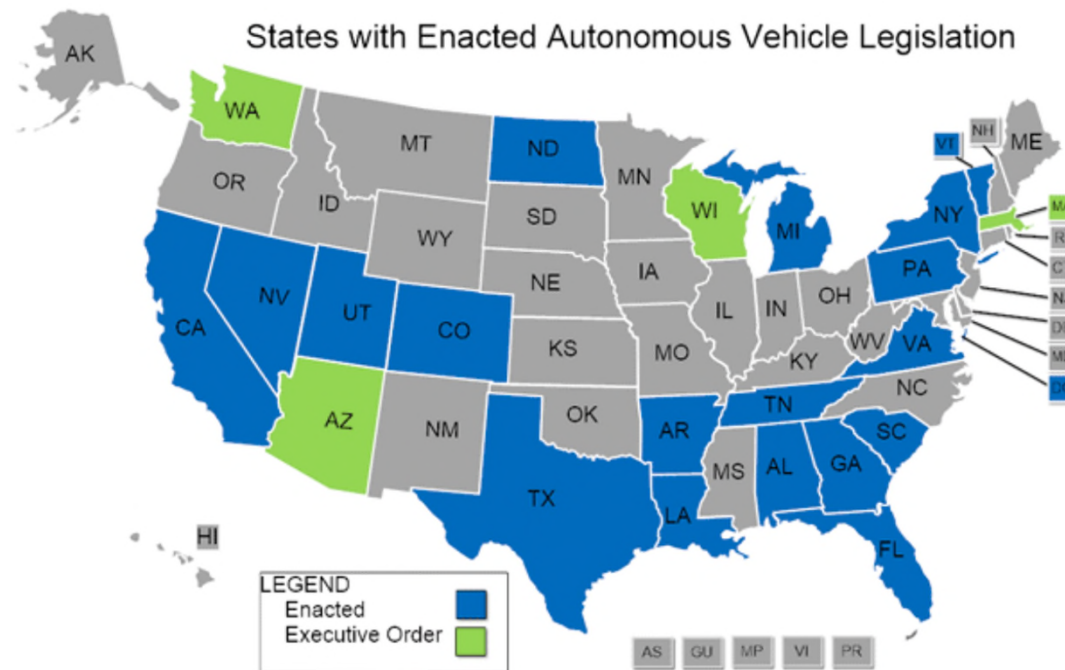 States with Enacted Autonomous Vehicle Legislation
AK
WA
MT
ND
MN
VT
NH
ME
OR
ID
SD
WI
NY
MI
WY
IA
NE
PA
NV
UT
CO
CA
IL
IN
OH
KS
MO
KY
WV
VA
AZ
NM
OK
AR
TN
NC
SC
MS
AL
GA
TX
LA
FL
HI
LEGEND
Enacted
Executive Order
AS GU MP VI PR